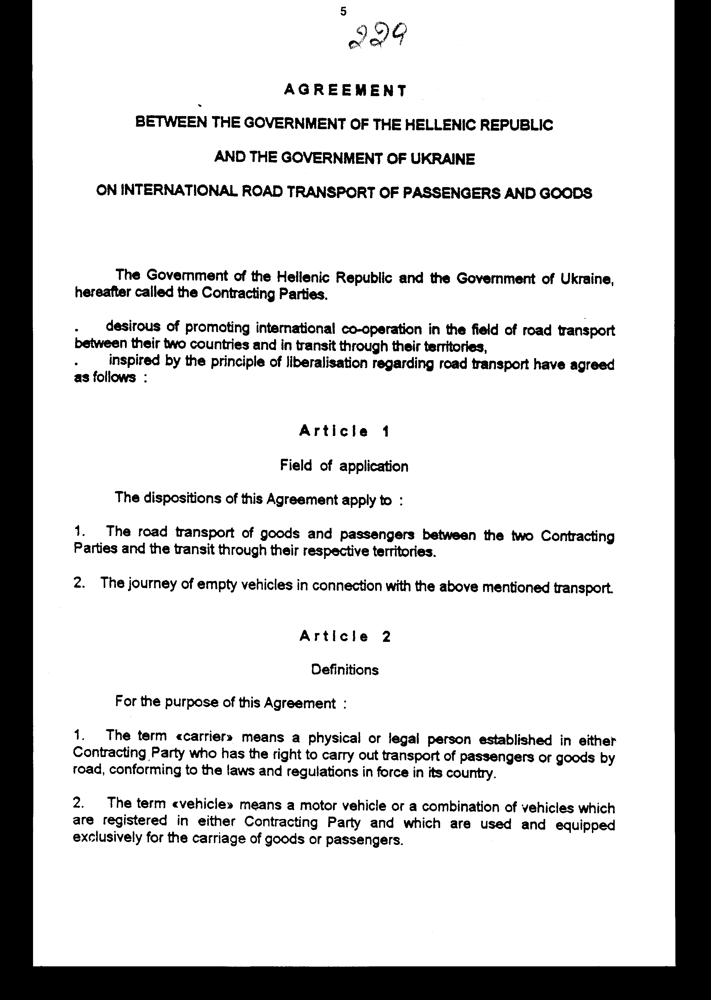 5
229
AGREEMENT
BETWEEN THE GOVERNMENT OF THE HELLENIC REPUBLIC
AND THE GOVERNMENT OF UKRAINE
ON INTERNATIONAL ROAD TRANSPORT OF PASSENGERS AND GOODS
The Government of the Hellenic Republic and the Government of Ukraine,
hereafter called the Contracting Parties.
. desirous of promoting international co-operation in the field of road transport
between their two countries and in transit through their territories,
. inspired by the principle of liberalisation regarding road transport have agreed
as follows :
Article 1
Field of application
The dispositions of this Agreement apply to :
1. The road transport of goods and passengers between the two Contracting
Parties and the transit through their respective territories.
2. The journey of empty vehicles in connection with the above mentioned transport.
Article 2
Definitions
For the purpose of this Agreement :
1. The term «carrier» means a physical or legal person established in either
Contracting Party who has the right to carry out transport of passengers or goods by
road, conforming to the laws and regulations in force in its country.
2. The term «vehicle» means a motor vehicle or a combination of vehicles which
are registered in either Contracting Party and which are used and equipped
exclusively for the carriage of goods or passengers.